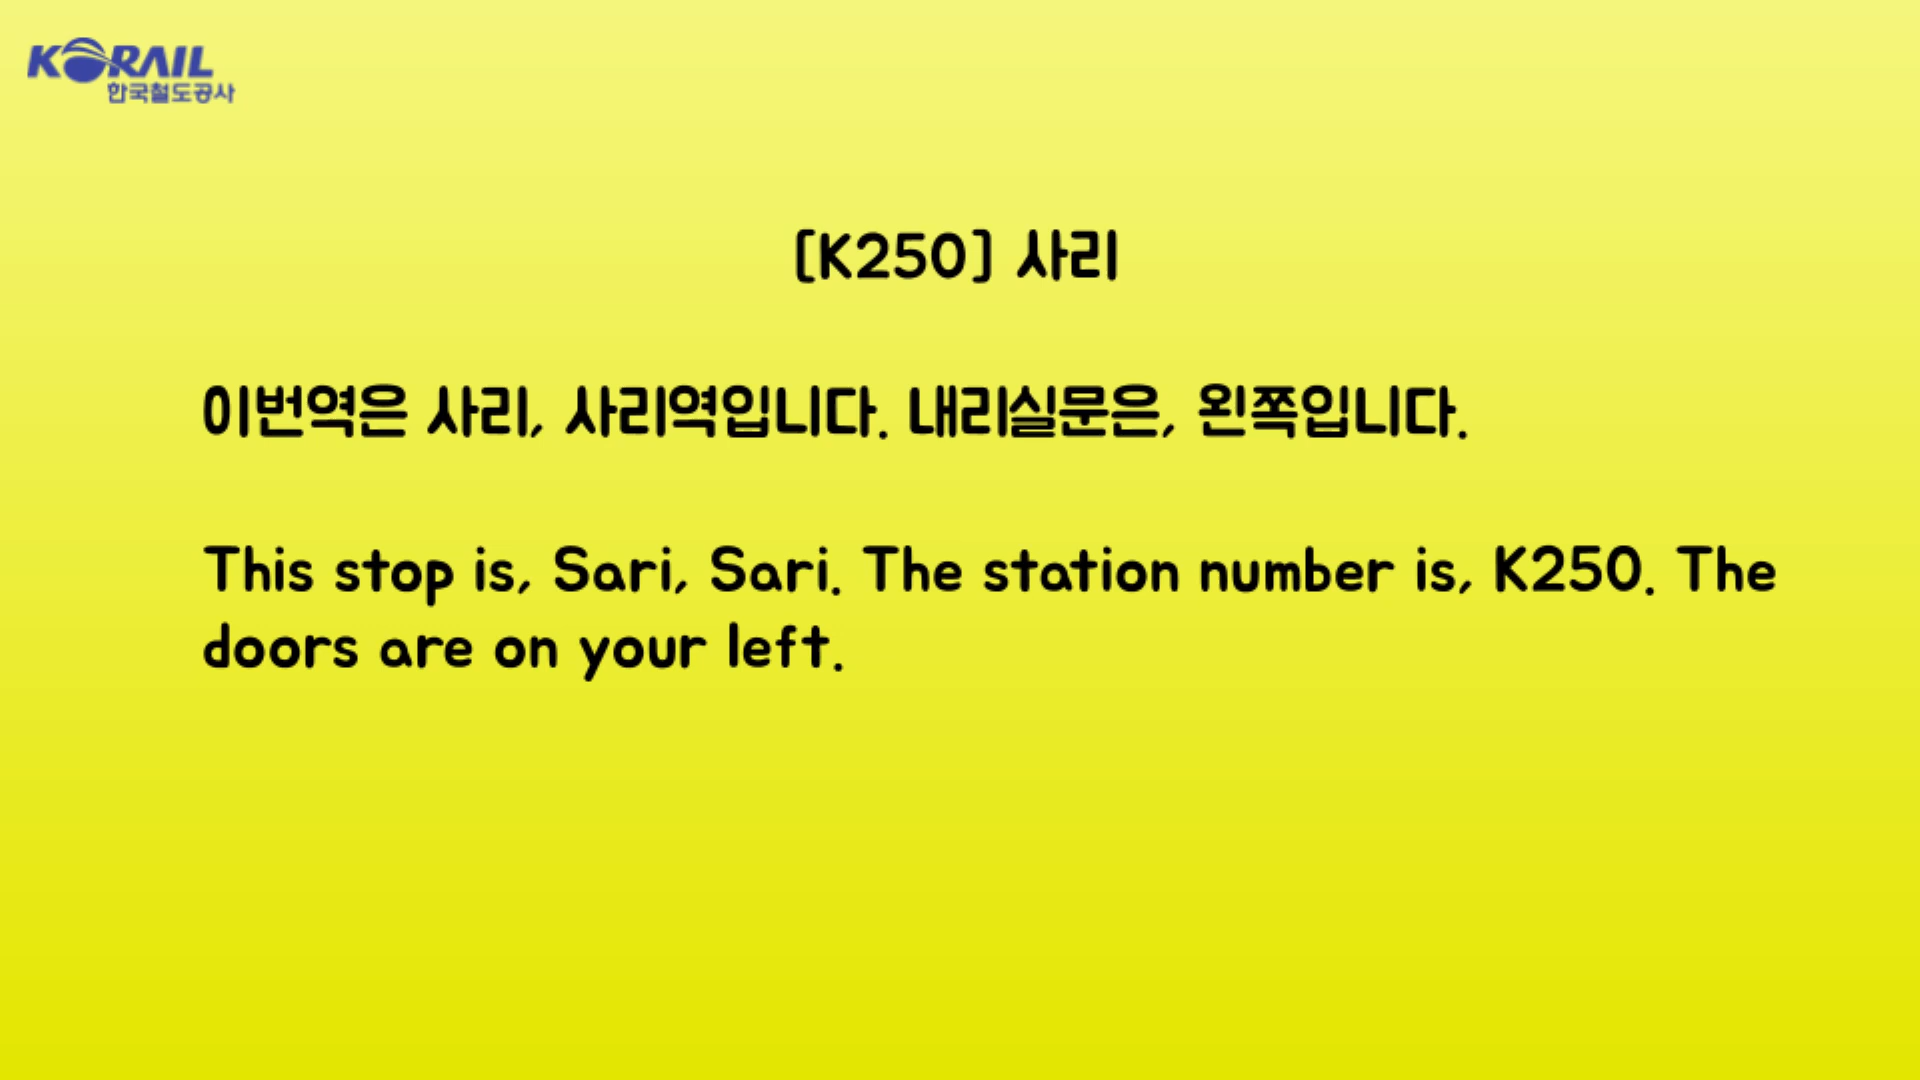 KORAIL
한국철도공사
[K250] 사리
이번역은 사리, 사리역입니다. 내리실문은, 왼쪽입니다.
This stop is, Sari, Sari. The station number is, K250. The
doors are on your left.